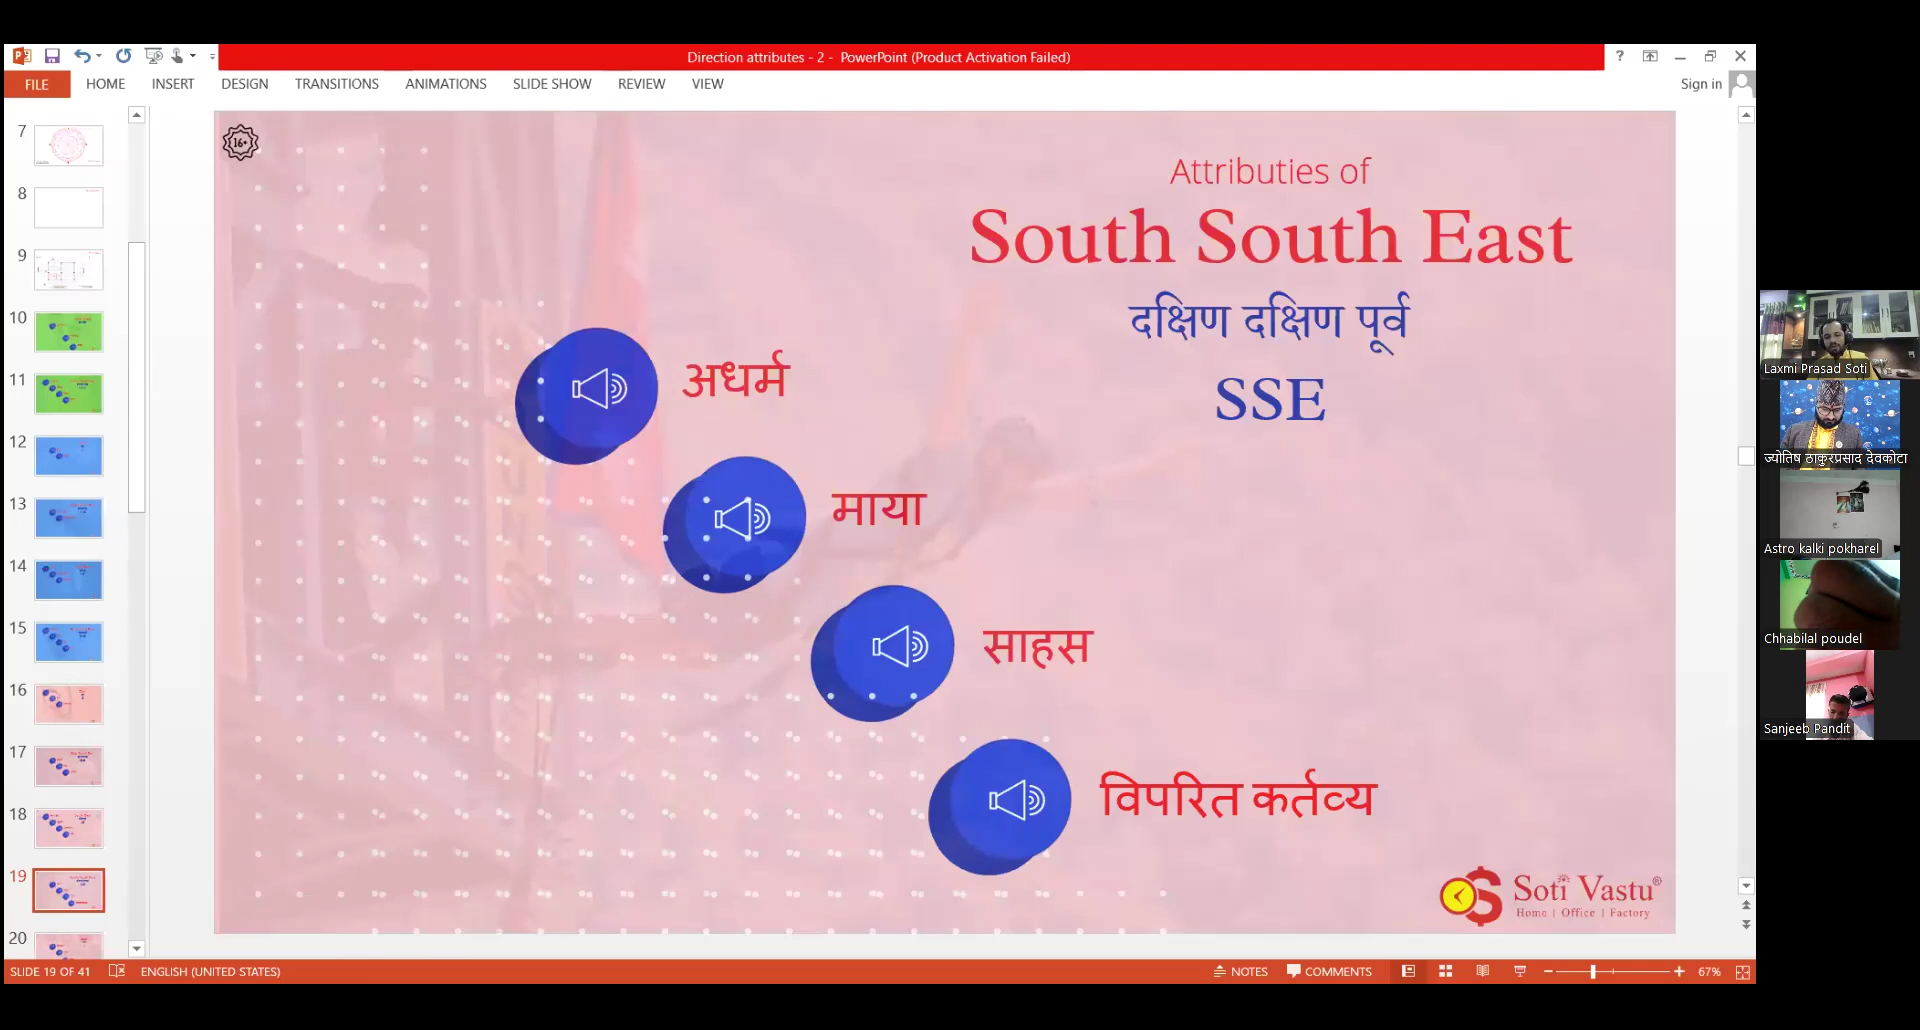 Direction attributes - 2 - PowerPoint (Product Activation Failed)
?
FILE HOME INSERT DESIGN TRANSITIONS ANIMATIONS SLIDE SHOW REVIEW VIEW
Sign in
7
8
9
10
11
12
13
14
15
16
17
18
19
20
16+
Attributies of
South South East
दक्षिण दक्षिण पूर्व
SSE
अधर्म
माया
साहस
विपरित कर्तव्य
Soti Vastu®
Home | Office | Factory
Laxmi Prasad Soti
ज्योतिष ठाकुरप्रसाद देवकोटा
Astro kalki pokharel
Chhabilal poudel
Sanjeeb Pandit
SLIDE 19 OF 41 ENGLISH (UNITED STATES) NOTES COMMENTS 67%